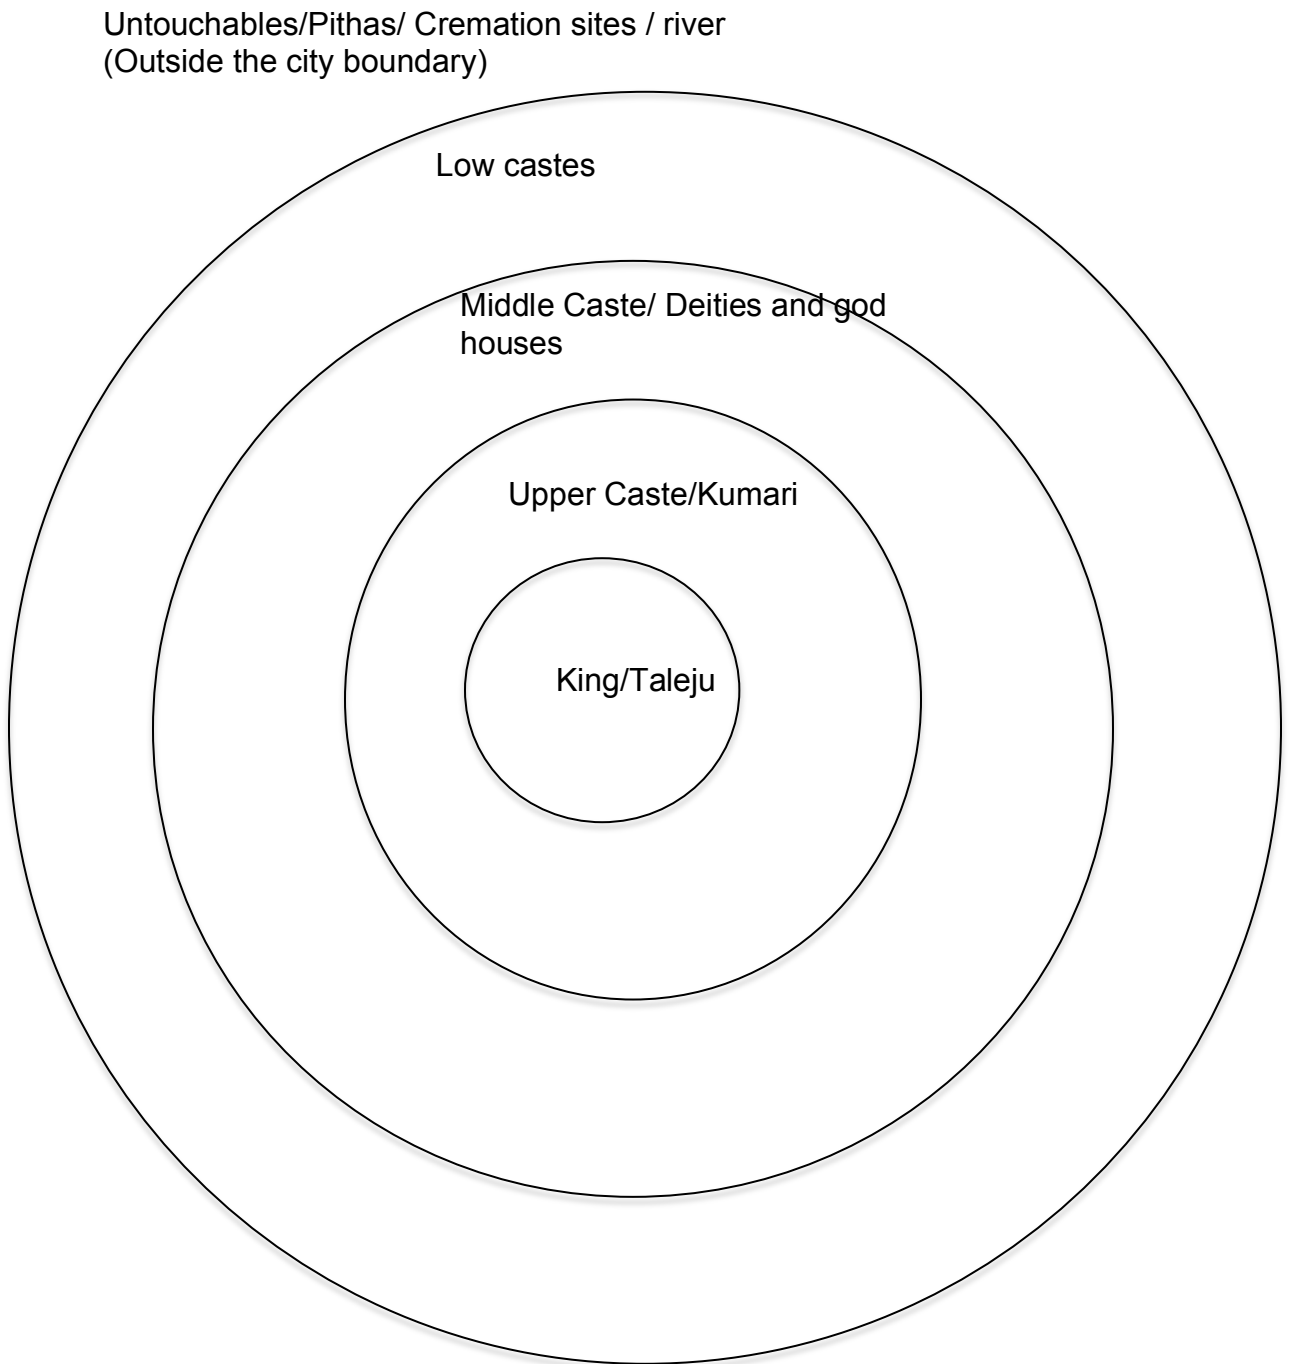 Untouchables/Pithas/ Cremation sites / river
(Outside the city boundary)
Low castes
Middle Caste/ Deities and god
houses
Upper Caste/Kumari
King/Taleju